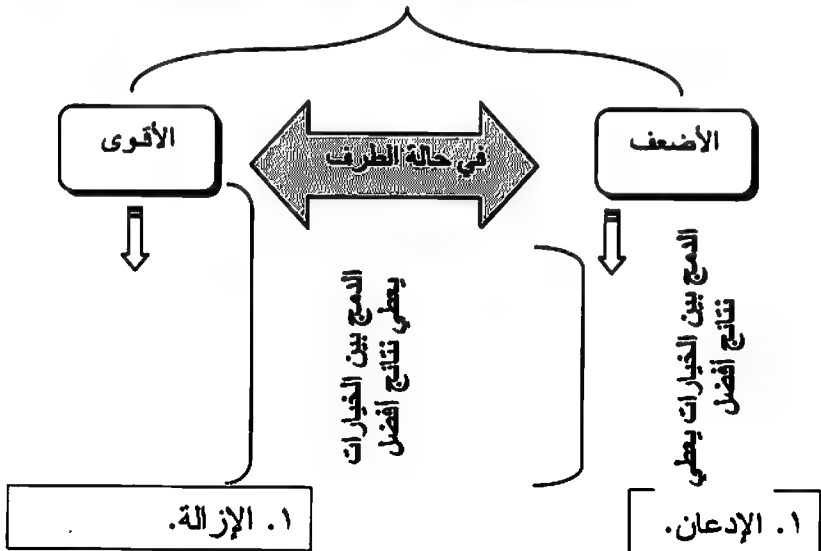 الأضعف
في حالة الطرف
الأقوى
الدمج بين الخيارات يعطي
نتائج أفضل
الدمج بين الخيارات
يعطي نتائج أفضل
١. الإدعان.
١. الإزالة.